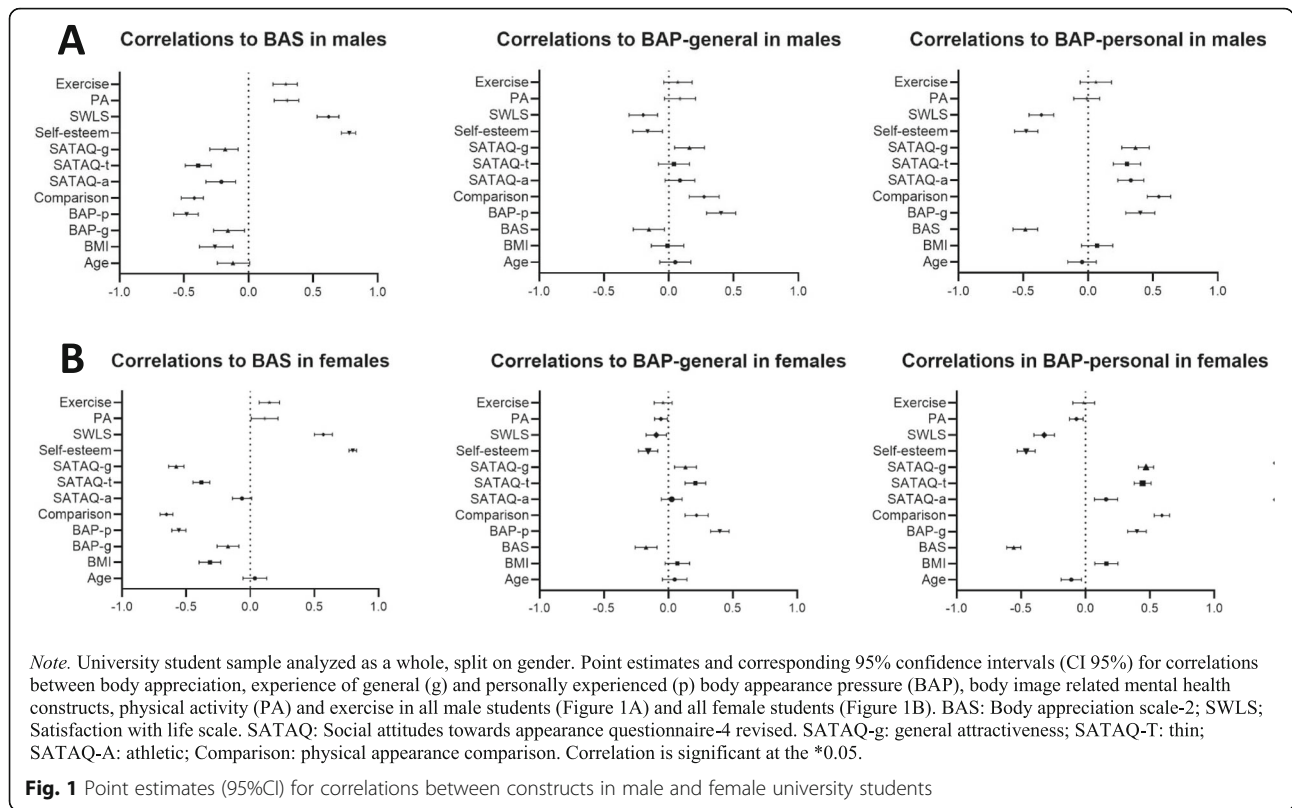 A
Correlations to BAS in males
Exercise
PA
SWLS
Self-esteem
SATAQ-g
SATAQ-t
SATAQ-a
Comparison
BAP-p
BAP-g
BMI
Age
-1.0 -0.5 0.0 0.5 1.0
Correlations to BAP-general in males
Exercise
PA
SWLS
Self-esteem
SATAQ-g
SATAQ-t
SATAQ-a
Comparison
BAP-p
BAS
BMI
Age
-1.0 -0.5 0.0 0.5 1.0
Correlations to BAP-personal in males
Exercise
PA
SWLS
Self-esteem
SATAQ-g
SATAQ-t
SATAQ-a
Comparison
BAP-g
BAS
BMI
Age
-1.0 -0.5 0.0 0.5 1.0
B
Correlations to BAS in females
Exercise
PA
SWLS
Self-esteem
SATAQ-g
SATAQ-t
SATAQ-a
Comparison
BAP-p
BAP-g
BMI
Age
-1.0 -0.5 0.0 0.5 1.0
Correlations to BAP-general in females
Exercise
PA
SWLS
Self-esteem
SATAQ-g
SATAQ-t
SATAQ-a
Comparison
BAP-p
BAS
BMI
Age
-1.0 -0.5 0.0 0.5 1.0
Correlations in BAP-personal in females
Exercise
PA
SWLS
Self-esteem
SATAQ-g
SATAQ-t
SATAQ-a
Comparison
BAP-g
BAS
BMI
Age
-1.0 -0.5 0.0 0.5 1.0
Note. University student sample analyzed as a whole, split on gender. Point estimates and corresponding 95% confidence intervals (CI 95%) for correlations
between body appreciation, experience of general (g) and personally experienced (p) body appearance pressure (BAP), body image related mental health
constructs, physical activity (PA) and exercise in all male students (Figure 1A) and all female students (Figure 1B). BAS: Body appreciation scale-2; SWLS;
Satisfaction with life scale. SATAQ: Social attitudes towards appearance questionnaire-4 revised. SATAQ-g: general attractiveness; SATAQ-T: thin;
SATAQ-A: athletic; Comparison: physical appearance comparison. Correlation is significant at the *0.05.
Fig. 1 Point estimates (95%CI) for correlations between constructs in male and female university students